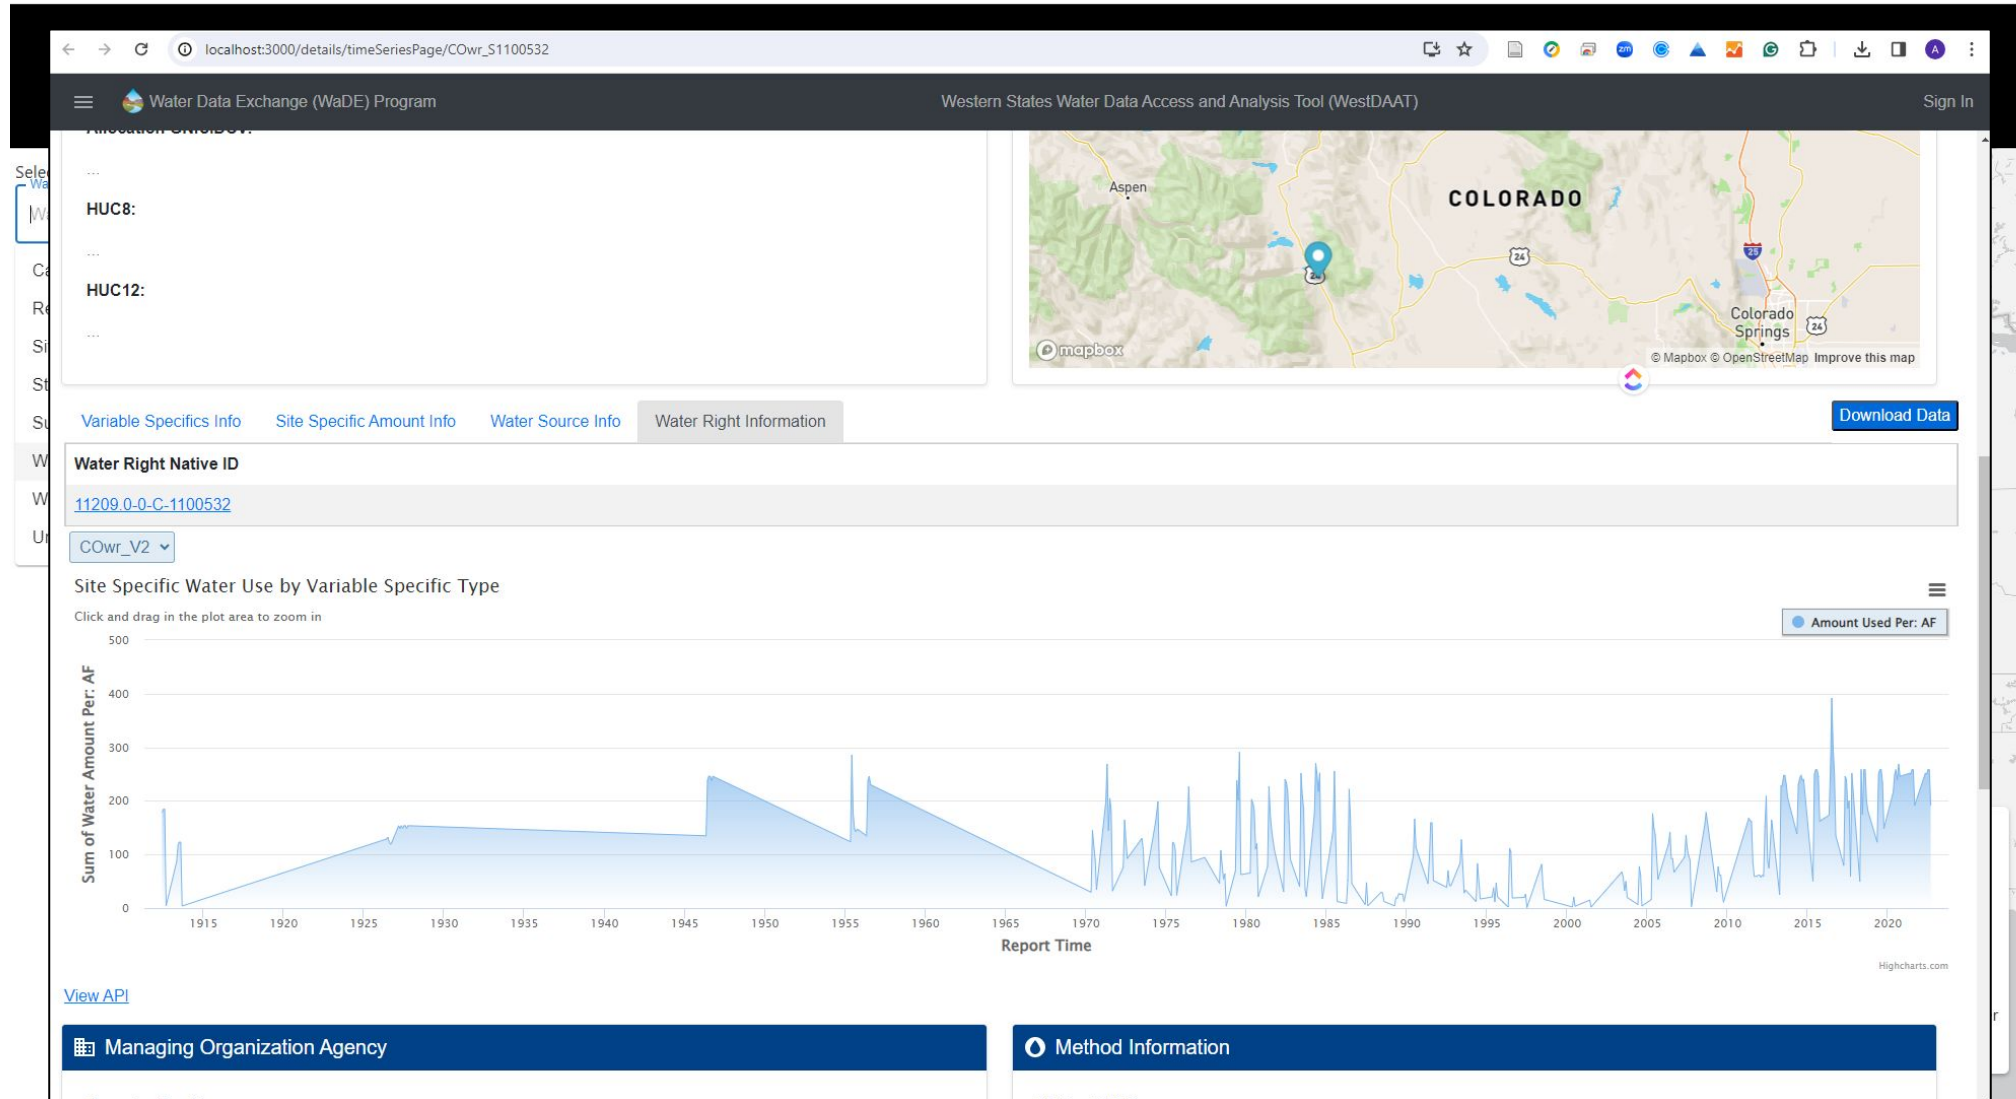 localhost:3000/details/timeSeriesPage/COwr_S1100532
zm
A
Water Data Exchange (WaDE) Program
Western States Water Data Access and Analysis Tool (WestDAAT)
Sign In
...
HUC8:
...
HUC12:
...
Aspen
COLORADO
24
25
24
Colorado
Springs
24
mapbox
© Mapbox © OpenStreetMap Improve this map
Variable Specifics Info
Site Specific Amount Info
Water Source Info
Water Right Information
Download Data
Water Right Native ID
11209.0-0-C-1100532
COwr_V2
Site Specific Water Use by Variable Specific Type
Click and drag in the plot area to zoom in
Amount Used Per: AF
Sum of Water Amount Per: AF
500
400
300
200
100
0
1915 1920 1925 1930 1935 1940 1945 1950 1955 1960 1965 1970 1975 1980 1985 1990 1995 2000 2005 2010 2015 2020
Report Time
Highcharts.com
View API
Managing Organization Agency
Method Information